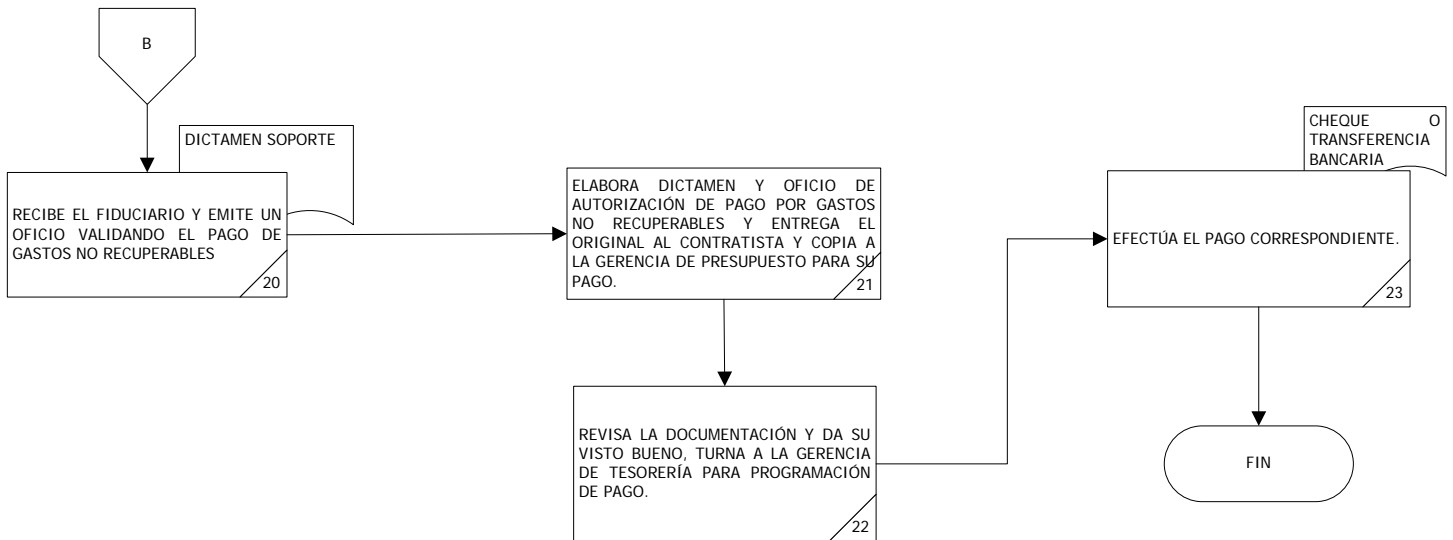 B
DICTAMEN SOPORTE
RECIBE EL FIDUCIARIO Y EMITE UN
OFICIO VALIDANDO EL PAGO DE
GASTOS NO RECUPERABLES
20
ELABORA DICTAMEN Y OFICIO DE
AUTORIZACIÓN DE PAGO POR GASTOS
NO RECUPERABLES Y ENTREGA EL
ORIGINAL AL CONTRATISTA Y COPIA A
LA GERENCIA DE PRESUPUESTO PARA SU
PAGO.
21
REVISA LA DOCUMENTACIÓN Y DA SU
VISTO BUENO, TURNA A LA GERENCIA
DE TESORERÍA PARA PROGRAMACIÓN
DE PAGO.
22
CHEQUE O
TRANSFERENCIA
BANCARIA
EFECTÚA EL PAGO CORRESPONDIENTE.
23
FIN